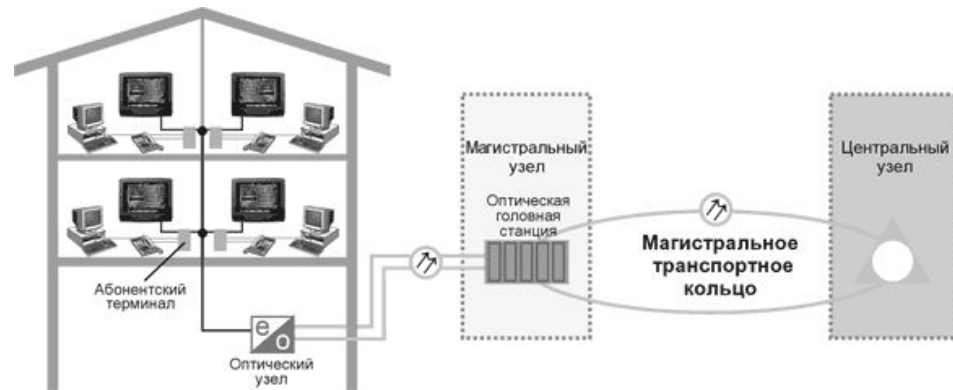 Магистральный
узел
Оптическая
головная
станция
Центральный
узел
Магистральное
транспортное
кольцо
Абонентский
терминал
e
o
Оптический
узел